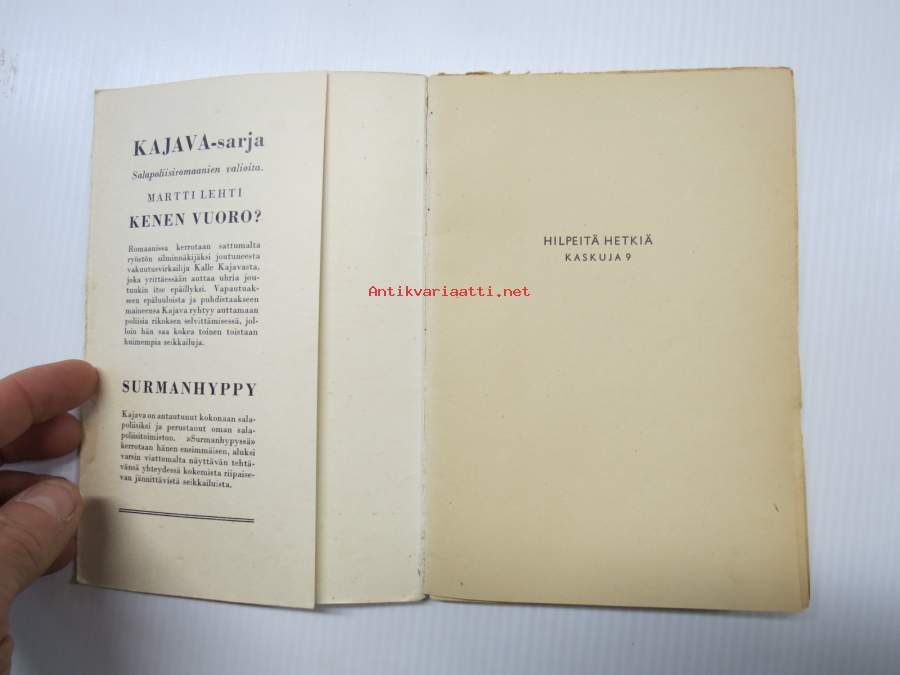 KAJAVA-sarja
Salapoliisiromaanien valioita.
MARTTI LEHTI
KENEN VUORO?
Romaanissa kerrotaan sattumalta
ryöstön silminnäkijäksi joutuneesta
vakuutusvirkailija Kalle Kajavasta,
joka yrittäessään auttaa uhria jou-
tuukin itse epäillyksi. Vapautuak-
seen epäluuloista ja puhdistaakseen
maineensa Kajava ryhtyy auttamaan
poliisia rikoksen selvittämisessä, jol-
loin hän saa kokea toinen toistaan
huimempia seikkailuja.
SURMANHYPPY
Kajava on antautunut kokonaan sala-
poliisiksi ja perustanut oman sala-
poliisitoimiston. »Surmanhypyssä»
kerrotaan hänen ensimmäisen, aluksi
varsin viattomalta näyttävän tehtä-
vänsä yhteydessä kokemista riipaise-
van jännittävistä seikkailuista.
HILPEITÄ HETKIÄ
KASKUJA 9
Antikvariaatti.net